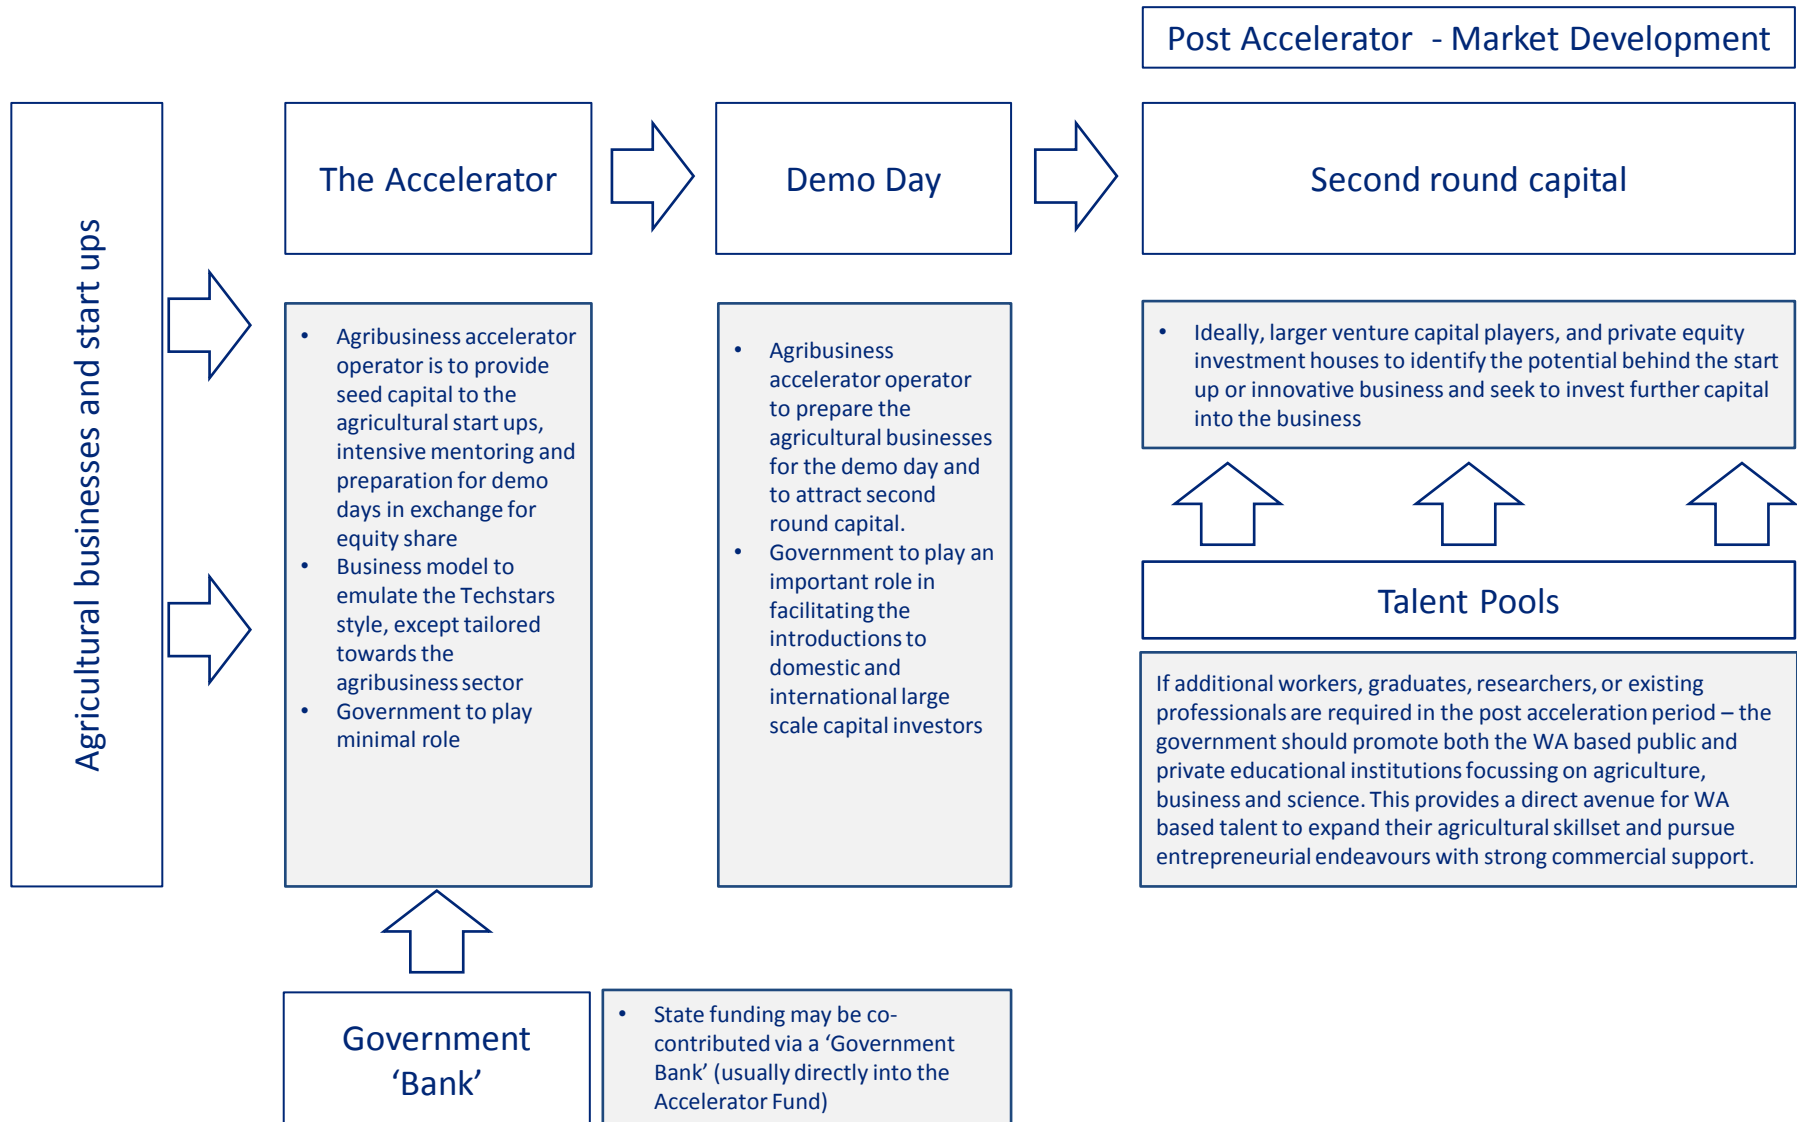 Post Accelerator - Market Development
Agricultural businesses and start ups
The Accelerator
Demo Day
Second round capital
• Agribusiness accelerator
operator is to provide
seed capital to the
agricultural start ups,
intensive mentoring and
preparation for demo
days in exchange for
equity share
• Business model to
emulate the Techstars
style, except tailored
towards the
agribusiness sector
• Government to play
minimal role
• Agribusiness
accelerator operator
to prepare the
agricultural businesses
for the demo day and
to attract second
round capital.
• Government to play an
important role in
facilitating the
introductions to
domestic and
international large
scale capital investors
• Ideally, larger venture capital players, and private equity
investment houses to identify the potential behind the start
up or innovative business and seek to invest further capital
into the business
Talent Pools
If additional workers, graduates, researchers, or existing
professionals are required in the post acceleration period – the
government should promote both the WA based public and
private educational institutions focussing on agriculture,
business and science. This provides a direct avenue for WA
based talent to expand their agricultural skillset and pursue
entrepreneurial endeavours with strong commercial support.
Government
‘Bank’
• State funding may be co-
contributed via a ‘Government
Bank’ (usually directly into the
Accelerator Fund)